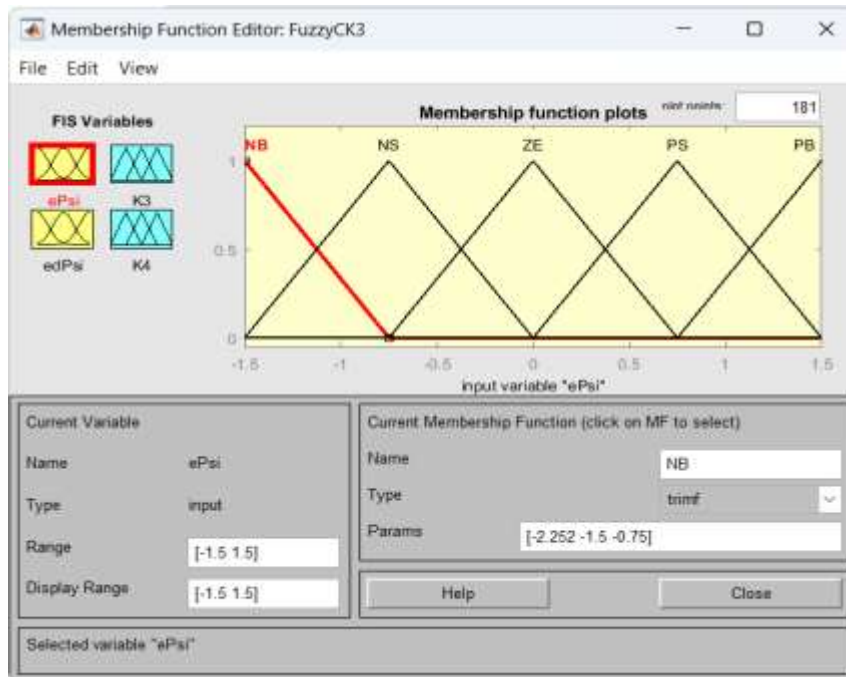 Membership Function Editor: FuzzyCK3
File Edit View
FIS Variables
Membership function plots
plot points:
181
ePsi
K3
edPsi
K4
NB
NS
ZE
PS
PB
1
0.5
0
-1.5
-1
-0.5
0
0.5
1
1.5
input variable "ePsi"
Current Variable
Name
ePsi
Type
input
Range
[-1.5 1.5]
Display Range
[-1.5 1.5]
Current Membership Function (click on MF to select)
Name
NB
Type
trimf
Params
[-2.252 -1.5 -0.75]
Help
Close
Selected variable "ePsi"